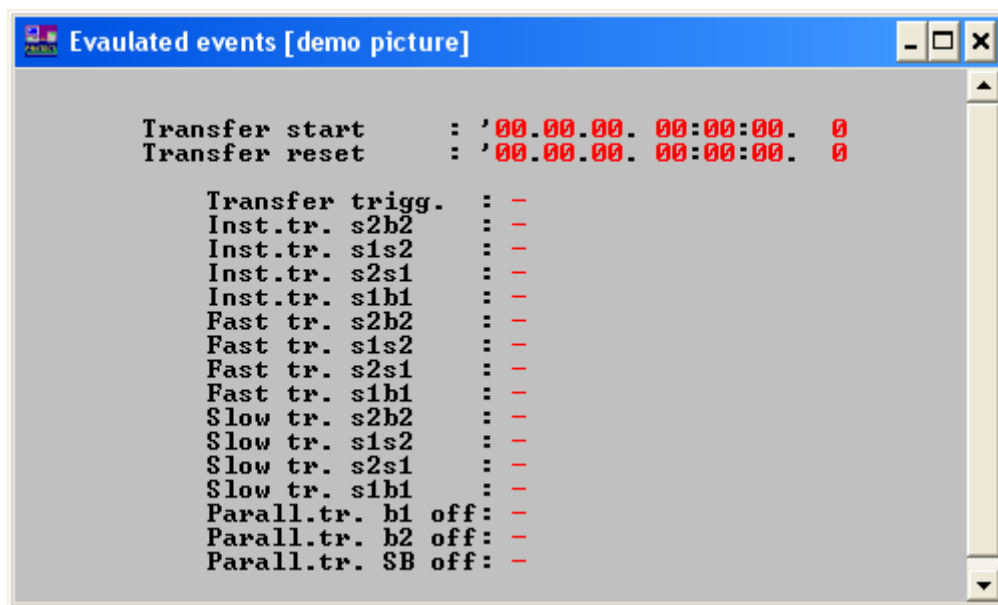 Evaulated events [demo picture]
Transfer start : '00.00.00. 00:00:00. 0
Transfer reset : '00.00.00. 00:00:00. 0
Transfer trigg. : -
Inst.tr. s2b2 : -
Inst.tr. s1s2 : -
Inst.tr. s2s1 : -
Inst.tr. s1b1 : -
Fast tr. s2b2 : -
Fast tr. s1s2 : -
Fast tr. s2s1 : -
Fast tr. s1b1 : -
Slow tr. s2b2 : -
Slow tr. s1s2 : -
Slow tr. s2s1 : -
Slow tr. s1b1 : -
Parall.tr. b1 off: -
Parall.tr. b2 off: -
Parall.tr. SB off: -